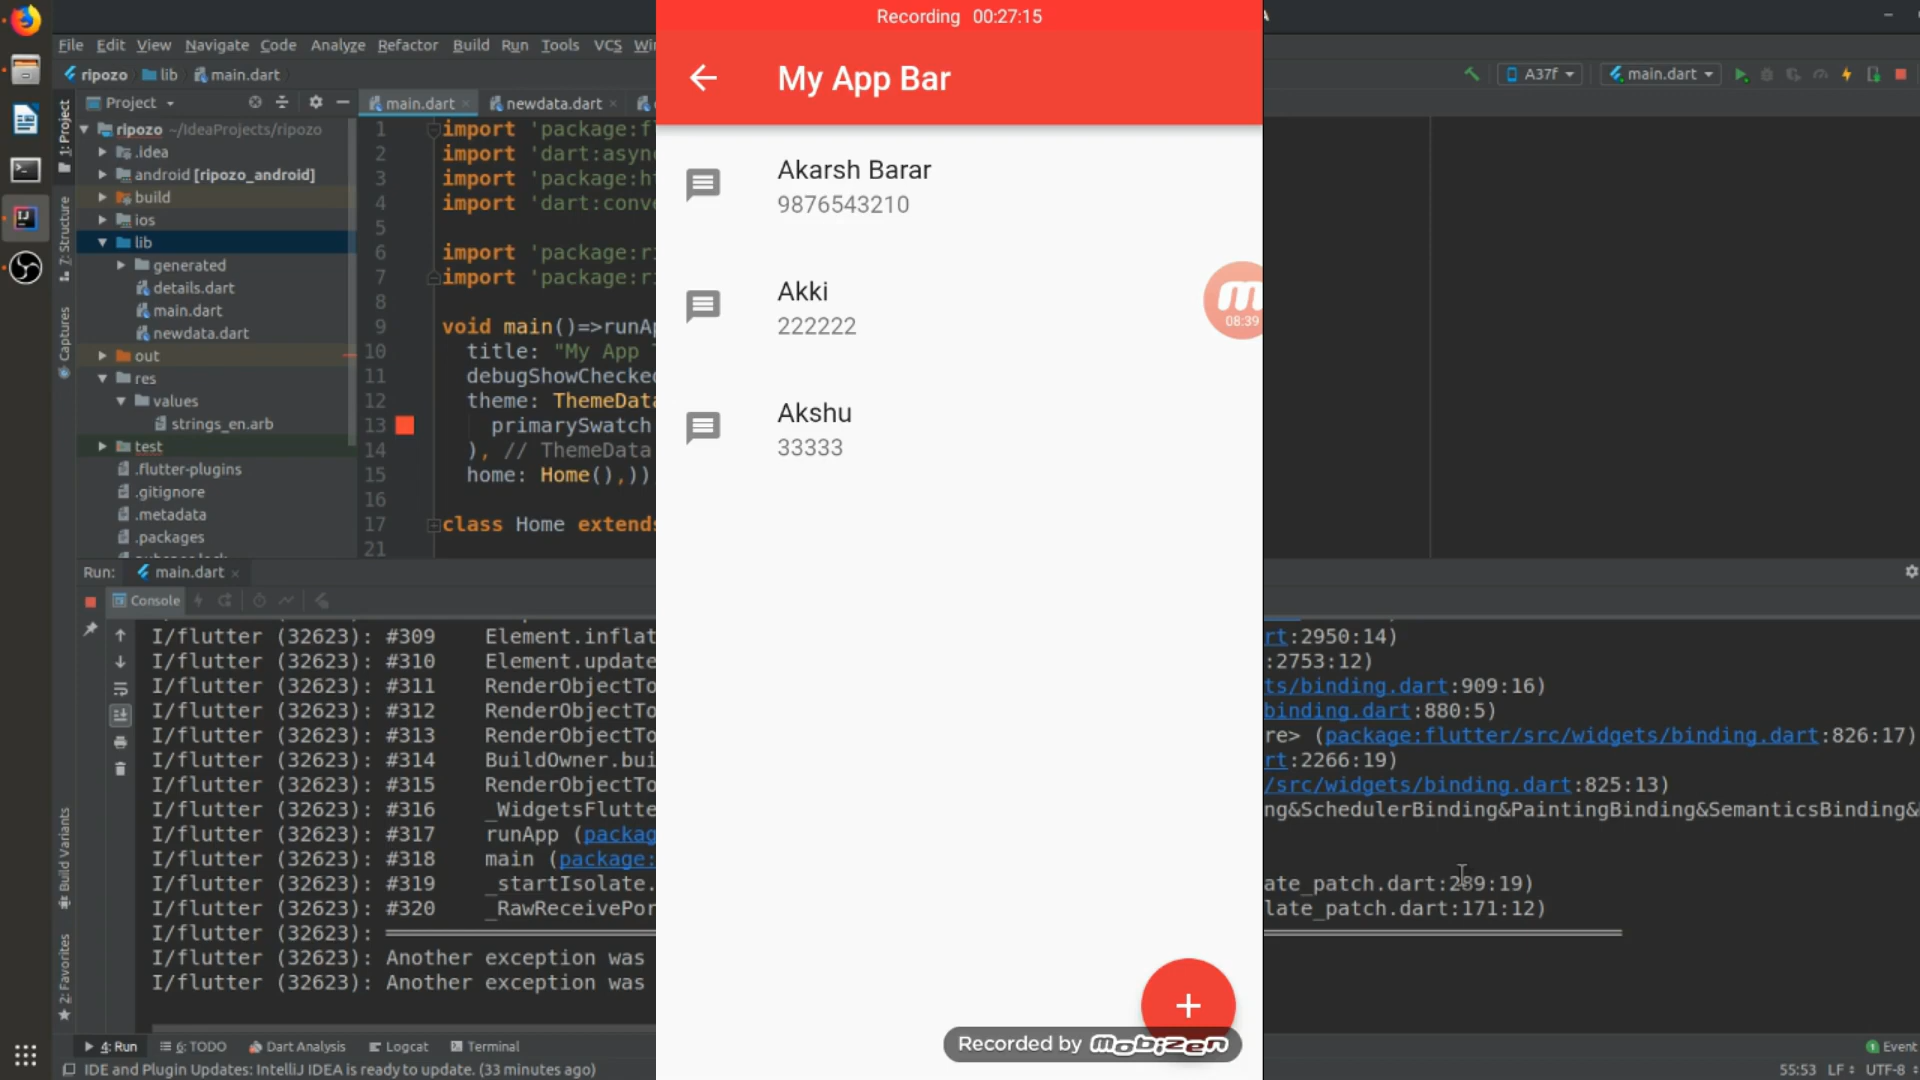 Recording 00:27:15
File Edit View Navigate Code Analyze Refactor Build Run Tools VCS
ripozo lib main.dart
A37f main.dart
My App Bar
1: Project
Project
main.dart newdata.dart
ripozo ~/IdeaProjects/ripozo
.idea
android [ripozo_android]
build
ios
lib
generated
details.dart
main.dart
newdata.dart
out
res
values
strings_en.arb
test
.flutter-plugins
.gitignore
.metadata
.packages
7: Structure
Captures
Build Variants
2: Favorites
1 import 'package:f
2 import 'dart:asyn
3 import 'package:h
4 import 'dart:conv
5
6 import 'package:r
7 import 'package:r
8
9 void main()=>runA
10 title: "My App
11 debugShowChecke
12 theme: ThemeData
13 primarySwatch
14 ), // ThemeData
15 home: Home(),))
16
17 class Home extends
21
Akarsh Barar
9876543210
Akki
222222
Akshu
33333
08:39
Run: main.dart
Console
I/flutter (32623): #309 Element.inflat
rt:2950:14)
I/flutter (32623): #310 Element.update
:2753:12)
I/flutter (32623): #311 RenderObjectTo
ts/binding.dart:909:16)
I/flutter (32623): #312 RenderObjectTo
binding.dart:880:5)
I/flutter (32623): #313 RenderObjectTo
re> (package:flutter/src/widgets/binding.dart:826:17)
I/flutter (32623): #314 BuildOwner.bui
rt:2266:19)
I/flutter (32623): #315 RenderObjectTo
/src/widgets/binding.dart:825:13)
I/flutter (32623): #316 _WidgetsFlutte
ng&SchedulerBinding&PaintingBinding&SemanticsBinding&
I/flutter (32623): #317 runApp (packag
I/flutter (32623): #318 main (package:
I/flutter (32623): #319 _startIsolate.
ate_patch.dart:289:19)
I/flutter (32623): #320 _RawReceivePor
late_patch.dart:171:12)
I/flutter (32623):
I/flutter (32623): Another exception was
I/flutter (32623): Another exception was
Recorded by mobizen
4: Run 6: TODO Dart Analysis Logcat Terminal
1 Event
IDE and Plugin Updates: IntelliJ IDEA is ready to update. (33 minutes ago)
55:53 LF UTF-8